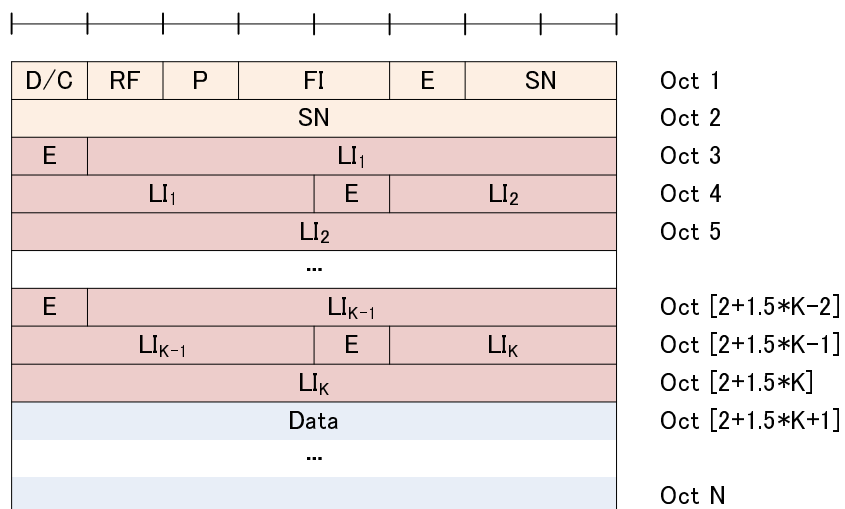 D/C RF P FI E SN Oct 1
SN Oct 2
E LI₁ Oct 3
LI₁ E LI₂ Oct 4
LI₂ Oct 5
...
E LIₖ₋₁ Oct [2+1.5*K-2]
LIₖ₋₁ E LIₖ Oct [2+1.5*K-1]
LIₖ Oct [2+1.5*K]
Data Oct [2+1.5*K+1]
...
Oct N